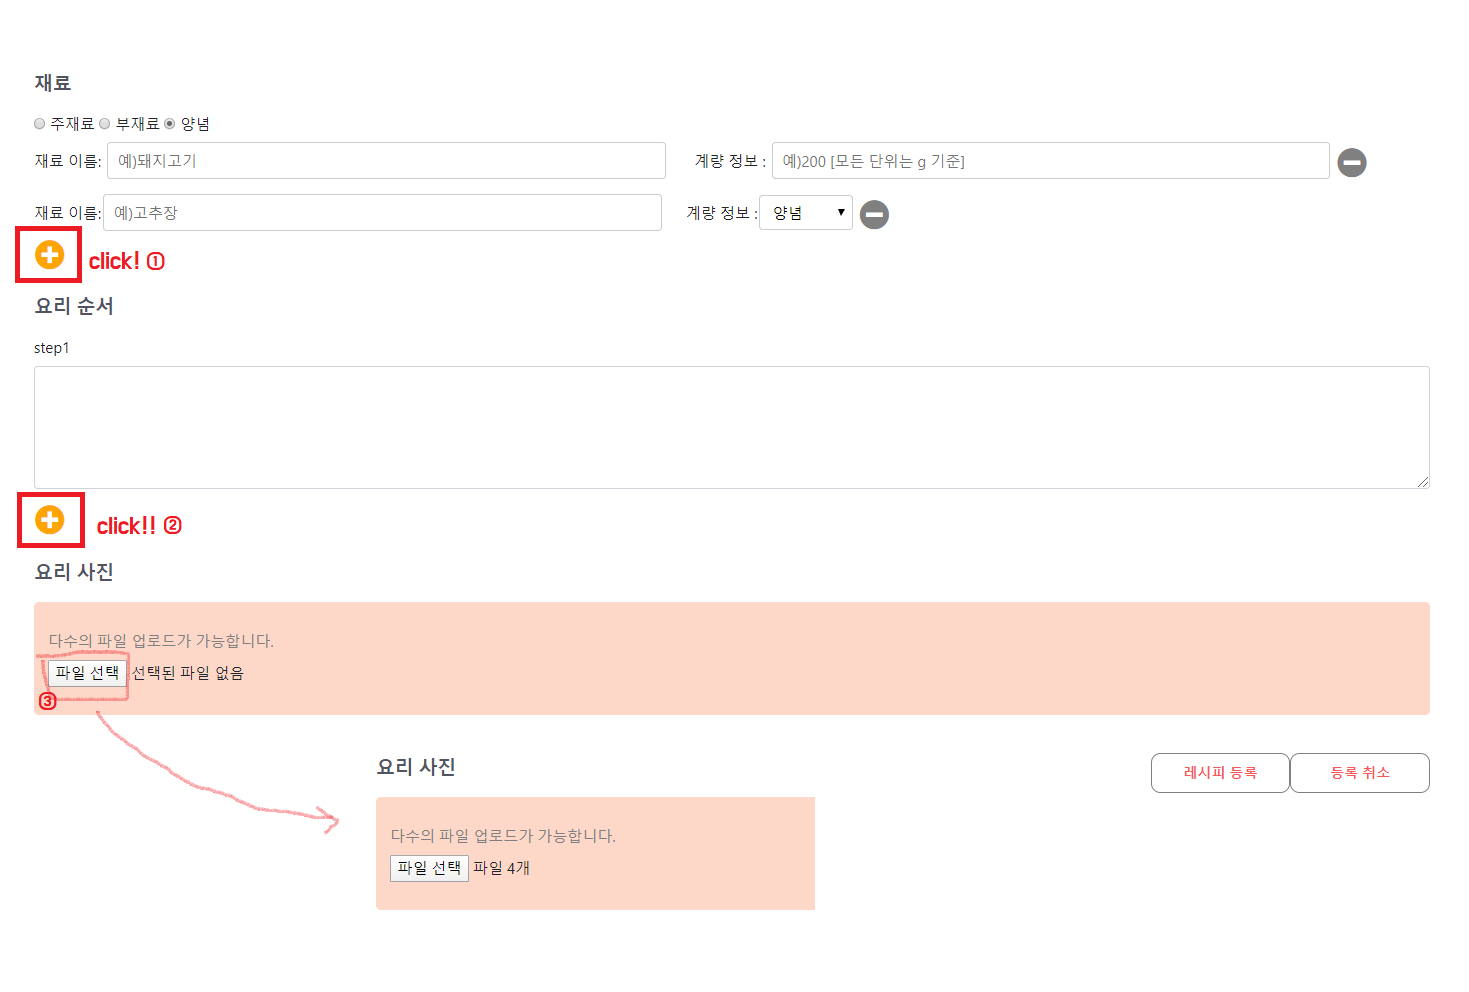 재료
주재료 부재료 양념
재료 이름: 예)돼지고기 계량 정보 : 예)200 [모든 단위는 g 기준]
재료 이름: 예)고추장 계량 정보 : 양념
click! ①
요리 순서
step1
click!! ②
요리 사진
다수의 파일 업로드가 가능합니다.
파일 선택 선택된 파일 없음
③
요리 사진
레시피 등록 등록 취소
다수의 파일 업로드가 가능합니다.
파일 선택 파일 4개